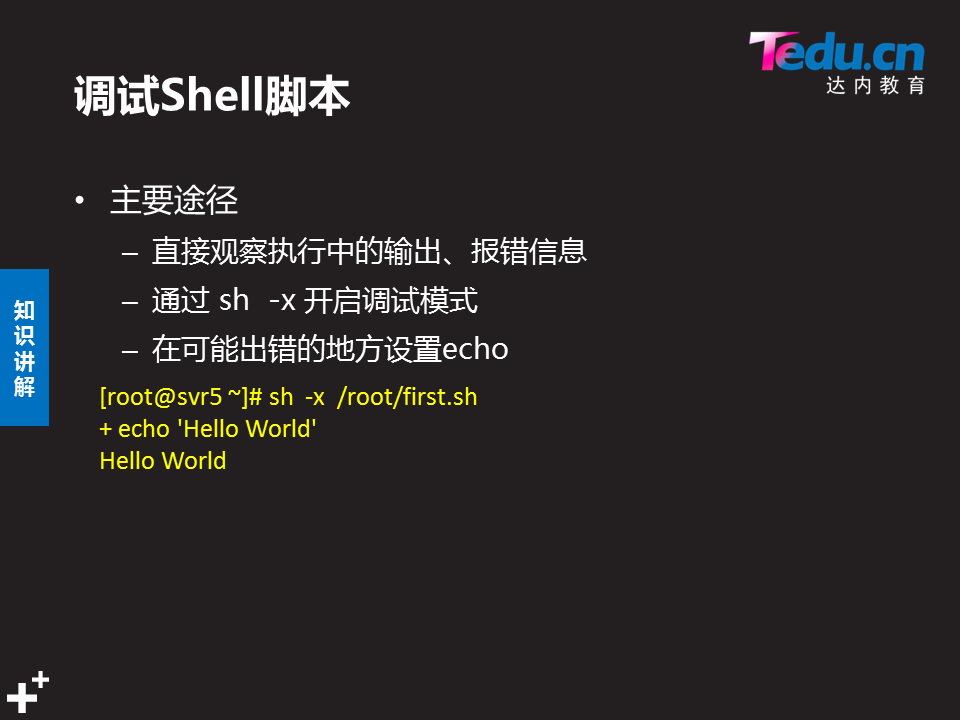 Tedu.cn
达内教育
调试Shell脚本
• 主要途径
– 直接观察执行中的输出、报错信息
– 通过 sh -x 开启调试模式
– 在可能出错的地方设置echo
知识讲解
[root@svr5 ~]# sh -x /root/first.sh
+ echo 'Hello World'
Hello World